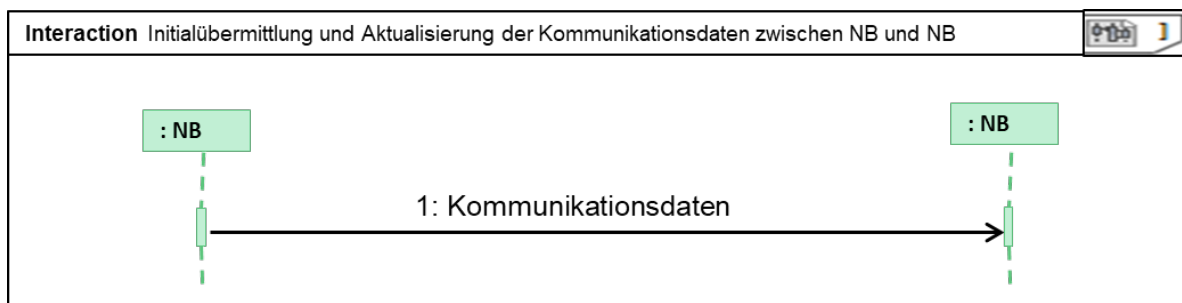 Interaction Initialübermittlung und Aktualisierung der Kommunikationsdaten zwischen NB und NB
: NB
: NB
1: Kommunikationsdaten